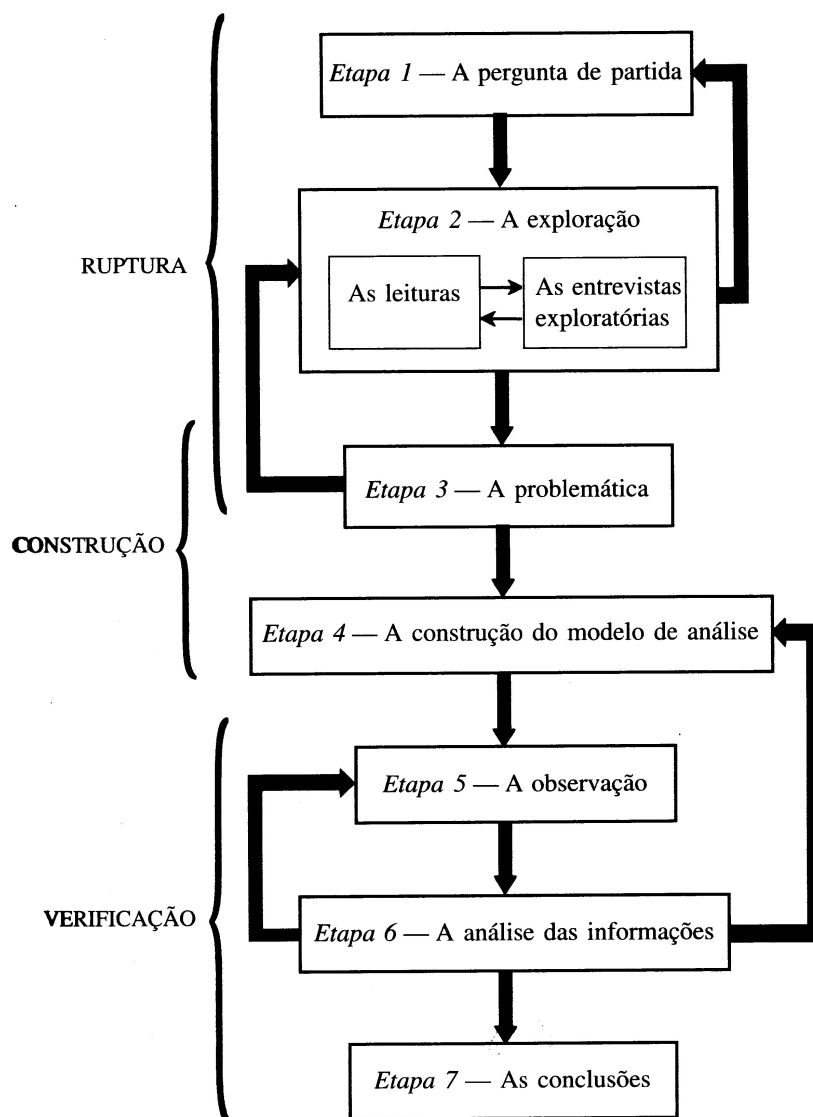 Etapa 1 — A pergunta de partida
Etapa 2 — A exploração
RUPTURA
As leituras
As entrevistas
exploratórias
Etapa 3 — A problemática
CONSTRUÇÃO
Etapa 4 — A construção do modelo de análise
Etapa 5 — A observação
VERIFICAÇÃO
Etapa 6 — A análise das informações
Etapa 7 — As conclusões